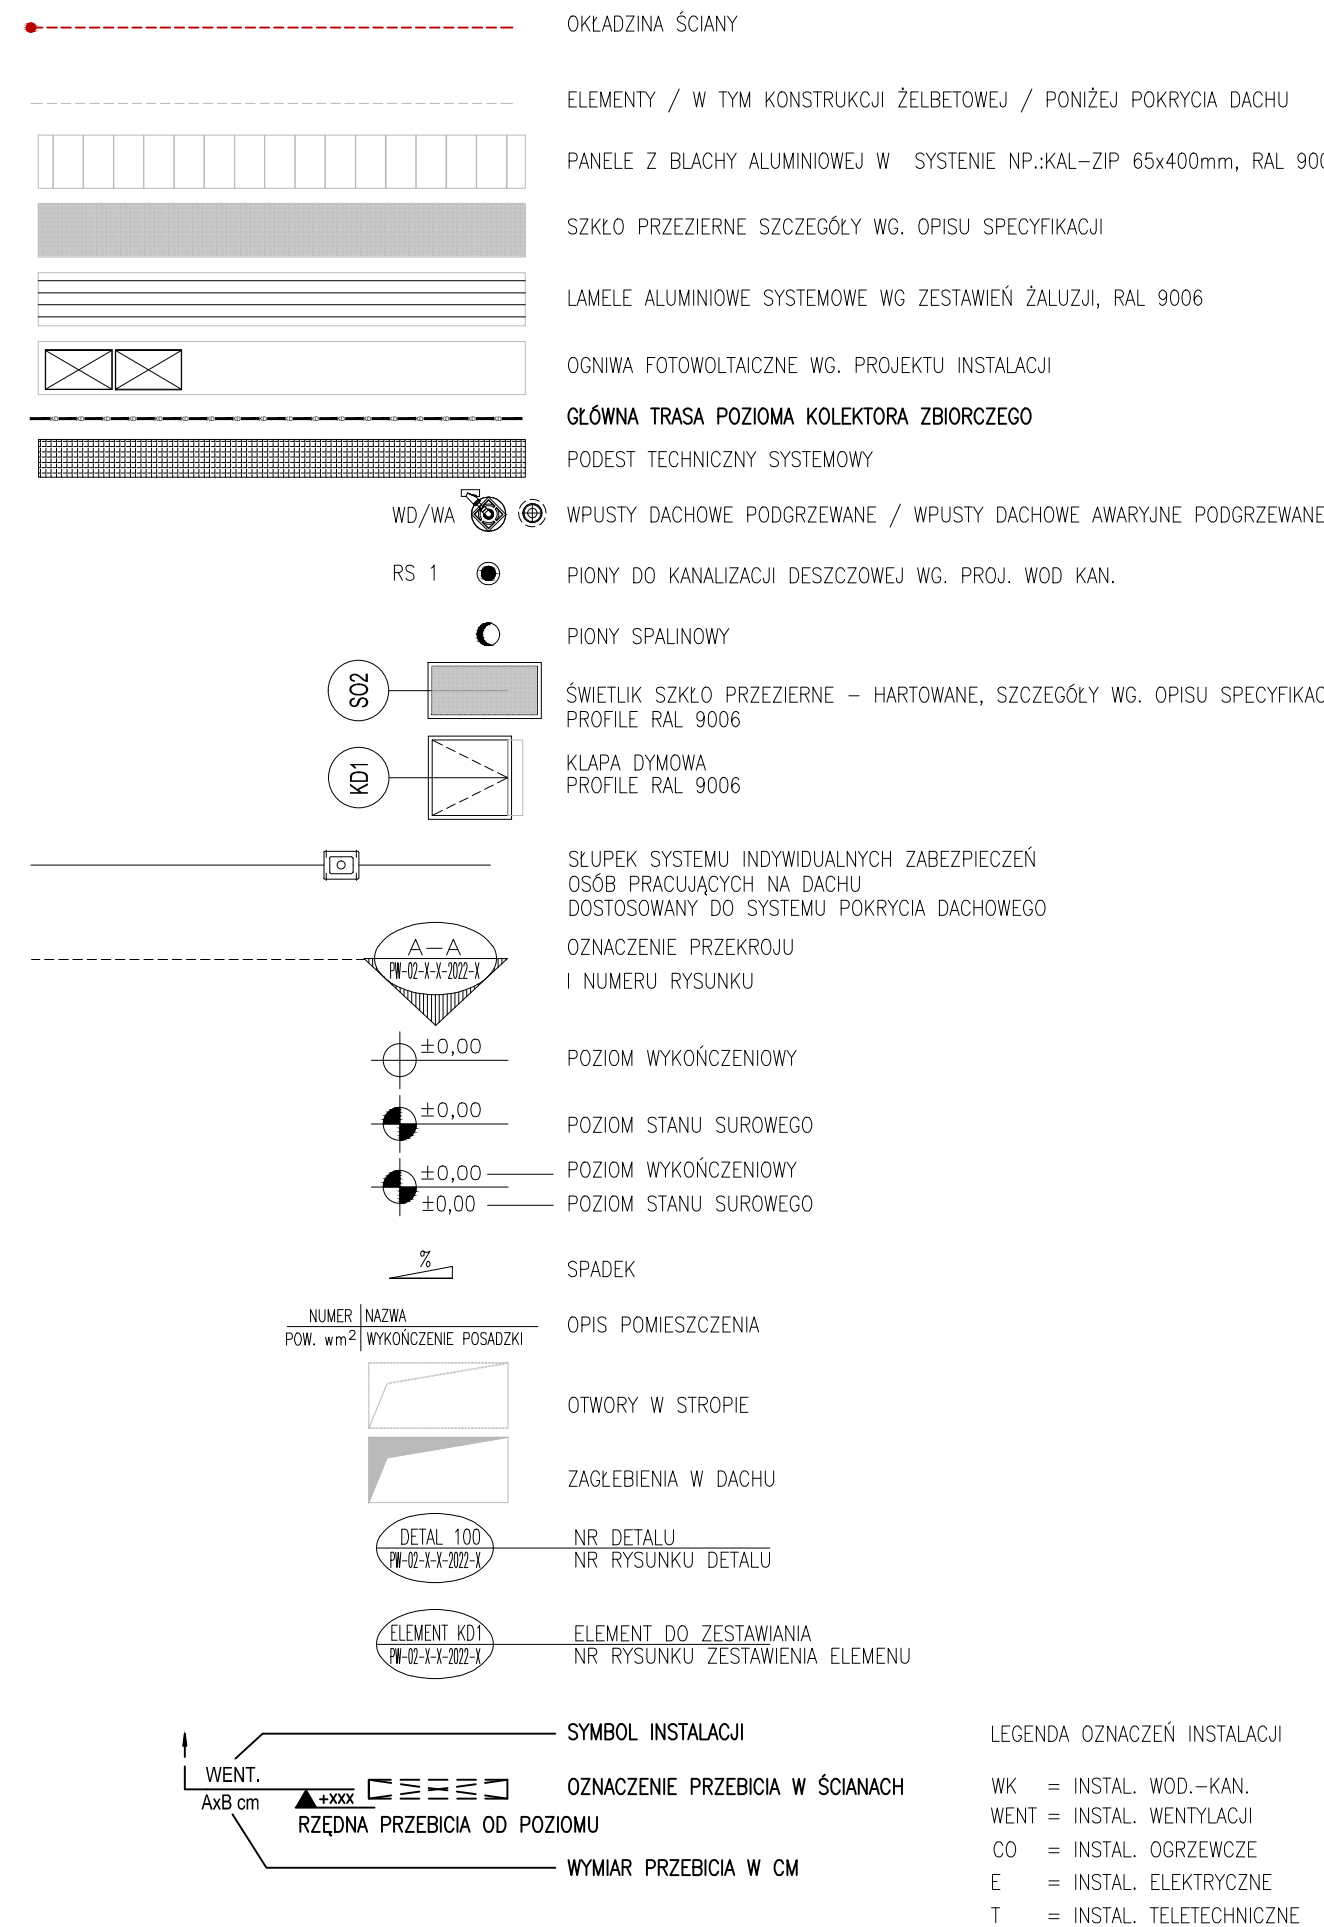 OKŁADZINA ŚCIANY
ELEMENTY / W TYM KONSTRUKCJI ŻELBETOWEJ / PONIŻEJ POKRYCIA DACHU
PANELE Z BLACHY ALUMINIOWEJ W SYSTENIE NP.:KAL-ZIP 65x400mm, RAL
SZKŁO PRZEZIERNE SZCZEGÓŁY WG. OPISU SPECYFIKACJI
LAMELE ALUMINIOWE SYSTEMOWE WG ZESTAWIEŃ ŻALUZJI, RAL 9006
OGNIWA FOTOWOLTAICZNE WG. PROJEKTU INSTALACJI
GŁÓWNA TRASA POZIOMA KOLEKTORA ZBIORCZEGO
PODEST TECHNICZNY SYSTEMOWY
WD/WA WPUSTY DACHOWE PODGRZEWANE / WPUSTY DACHOWE AWARYJNE PODGRZEWANE
RS 1 PIONY DO KANALIZACJI DESZCZOWEJ WG. PROJ. WOD KAN.
PIONY SPALINOWY
SO2 ŚWIETLIK SZKŁO PRZEZIERNE – HARTOWANE, SZCZEGÓŁY WG. OPISU
PROFILE RAL 9006
KD1 KLAPA DYMOWA
PROFILE RAL 9006
SŁUPEK SYSTEMU INDYWIDUALNYCH ZABEZPIECZEŃ
OSÓB PRACUJĄCYCH NA DACHU
DOSTOSOWANY DO SYSTEMU POKRYCIA DACHOWEGO
A-A OZNACZENIE PRZEKROJU
PW-02-X-X-2022-X I NUMERU RYSUNKU
±0,00 POZIOM WYKOŃCZENIOWY
±0,00 POZIOM STANU SUROWEGO
±0,00 POZIOM WYKOŃCZENIOWY
±0,00 POZIOM STANU SUROWEGO
% SPADEK
NUMER NAZWA
POW. wm² WYKOŃCZENIE POSADZKI
OPIS POMIESZCZENIA
OTWORY W STROPIE
ZAGŁEBIENIA W DACHU
DETAL 100 NR DETALU
PW-02-X-X-2022-X NR RYSUNKU DETALU
ELEMENT KD1 ELEMENT DO ZESTAWIANIA
PW-02-X-X-2022-X NR RYSUNKU ZESTAWIENIA ELEMENU
SYMBOL INSTALACJI
WENT. OZNACZENIE PRZEBICIA W ŚCIANACH
AxB cm +xxx
RZĘDNA PRZEBICIA OD POZIOMU
WYMIAR PRZEBICIA W CM
LEGENDA OZNACZEŃ INSTALACJI
WK = INSTAL. WOD.-KAN.
WENT = INSTAL. WENTYLACJI
CO = INSTAL. OGRZEWCZE
E = INSTAL. ELEKTRYCZNE
T = INSTAL. TELETECHNICZNE